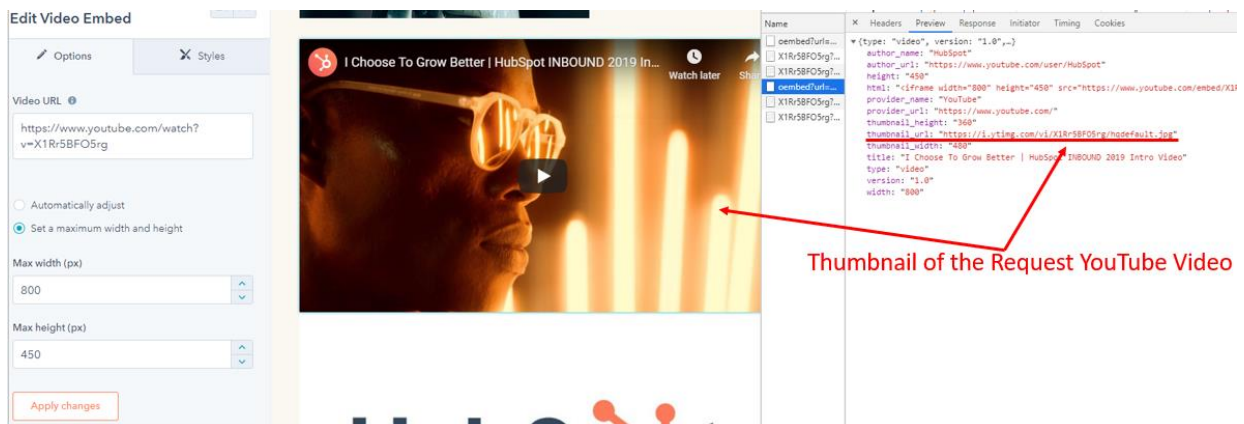 Edit Video Embed
Options
Styles
Video URL
https://www.youtube.com/watch?
v=X1Rr5BFO5rg
Automatically adjust
Set a maximum width and height
Max width (px)
800
Max height (px)
450
Apply changes
I Choose To Grow Better | HubSpot INBOUND 2019 In...
Watch later
Name
oembed?url=...
X1Rr5BFO5rg?...
X1Rr5BFO5rg?...
oembed?url=...
X1Rr5BFO5rg?...
X1Rr5BFO5rg?...
× Headers Preview Response Initiator Timing Cookies
{type: "video", version: "1.0",…}
author_name: "HubSpot"
author_url: "https://www.youtube.com/user/HubSpot"
height: "450"
html: "<iframe width="800" height="450" src="https://www.youtube.com/embed/X1R
provider_name: "YouTube"
provider_url: "https://www.youtube.com/"
thumbnail_height: "360"
thumbnail_url: "https://i.ytimg.com/vi/X1Rr5BFO5rg/hqdefault.jpg"
thumbnail_width: "480"
title: "I Choose To Grow Better | HubSpot INBOUND 2019 Intro Video"
type: "video"
version: "1.0"
width: "800"
Thumbnail of the Request YouTube Video